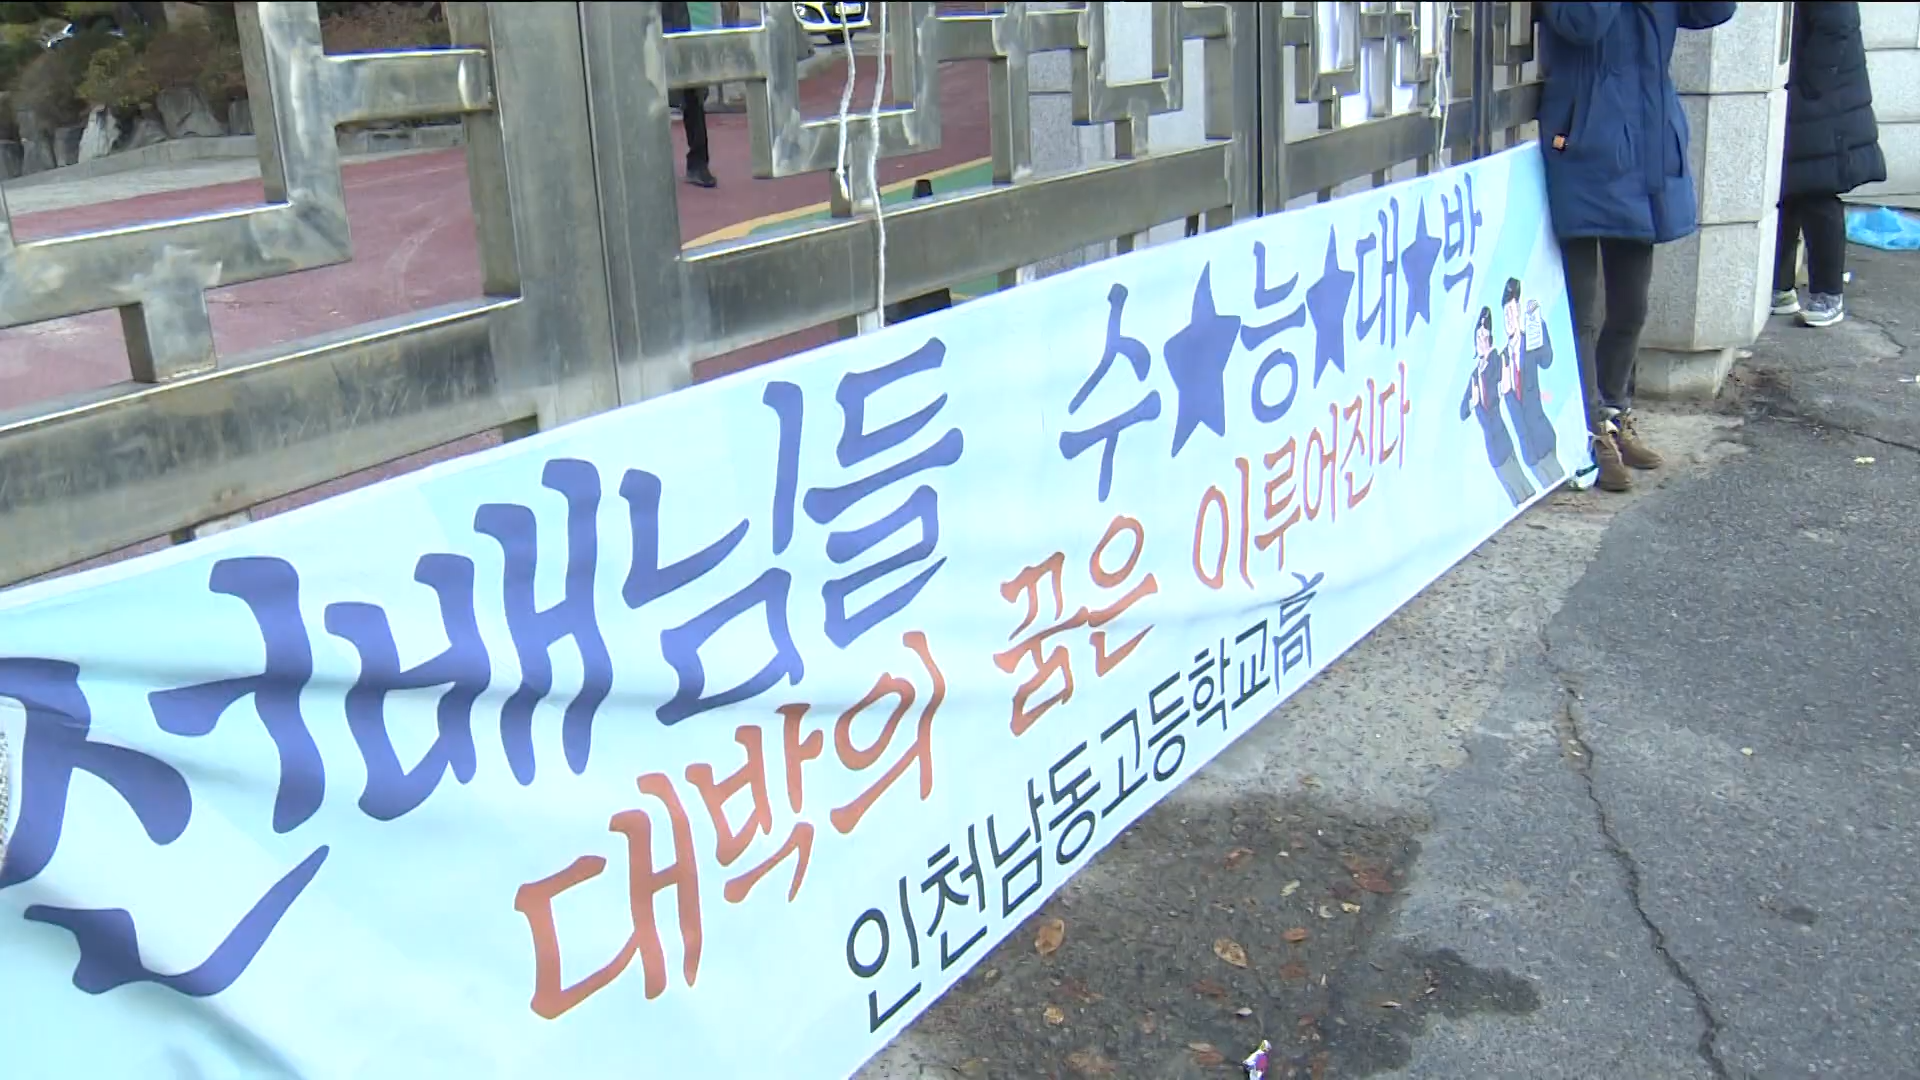 선배님들 수★능★대★박
대박의 꿈은 이루어진다
인천남동고등학교